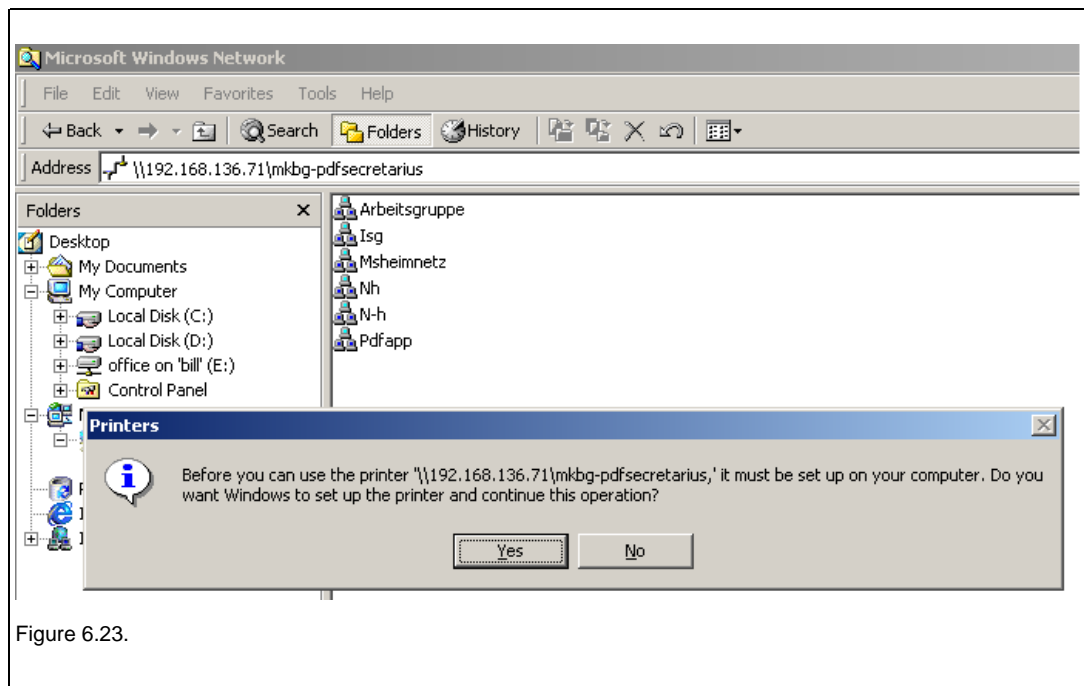 Microsoft Windows Network
File Edit View Favorites Tools Help
Back Search Folders History
Address \\192.168.136.71\mkbg-pdfsecretarius
Folders
Desktop
My Documents
My Computer
Local Disk (C:)
Local Disk (D:)
office on 'bill' (E:)
Control Panel
Arbeitsgruppe
Isg
Msheimnetz
Nh
N-h
Pdfapp
Printers
Before you can use the printer '\\192.168.136.71\mkbg-pdfsecretarius,' it must be set up on your computer. Do you
want Windows to set up the printer and continue this operation?
Yes No
Figure 6.23.